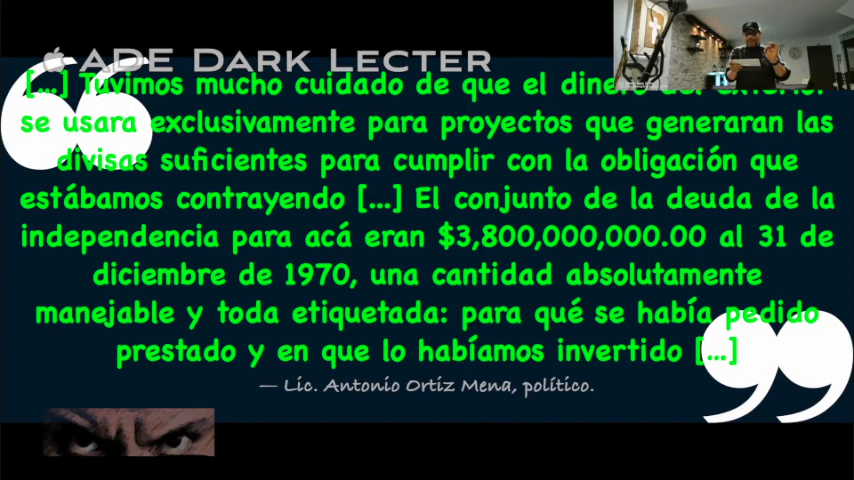 ADE DARK LECTER
[...] Tuvimos mucho cuidado de que el dinero del exterior
se usara exclusivamente para proyectos que generaran las
divisas suficientes para cumplir con la obligación que
estábamos contrayendo [...] El conjunto de la deuda de la
independencia para acá eran $3,800,000,000.00 al 31 de
diciembre de 1970, una cantidad absolutamente
manejable y toda etiquetada: para qué se había pedido
prestado y en que lo habíamos invertido [...]
— Lic. Antonio Ortiz Mena, político.